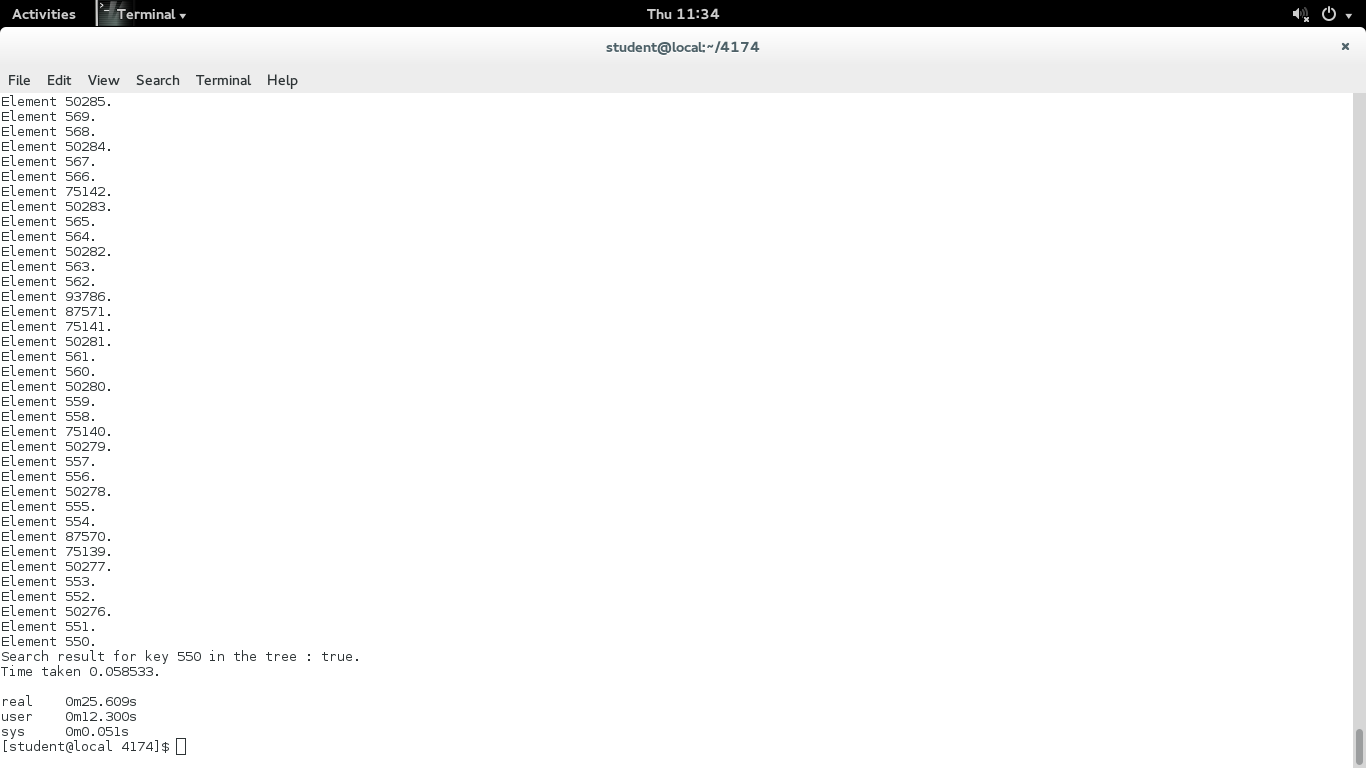 Activities Terminal Thu 11:34
student@local:~/4174
File Edit View Search Terminal Help
Element 50285.
Element 569.
Element 568.
Element 50284.
Element 567.
Element 566.
Element 75142.
Element 50283.
Element 565.
Element 564.
Element 50282.
Element 563.
Element 562.
Element 93786.
Element 87571.
Element 75141.
Element 50281.
Element 561.
Element 560.
Element 50280.
Element 559.
Element 558.
Element 75140.
Element 50279.
Element 557.
Element 556.
Element 50278.
Element 555.
Element 554.
Element 87570.
Element 75139.
Element 50277.
Element 553.
Element 552.
Element 50276.
Element 551.
Element 550.
Search result for key 550 in the tree : true.
Time taken 0.058533.
real 0m25.609s
user 0m12.300s
sys 0m0.051s
[student@local 4174]$